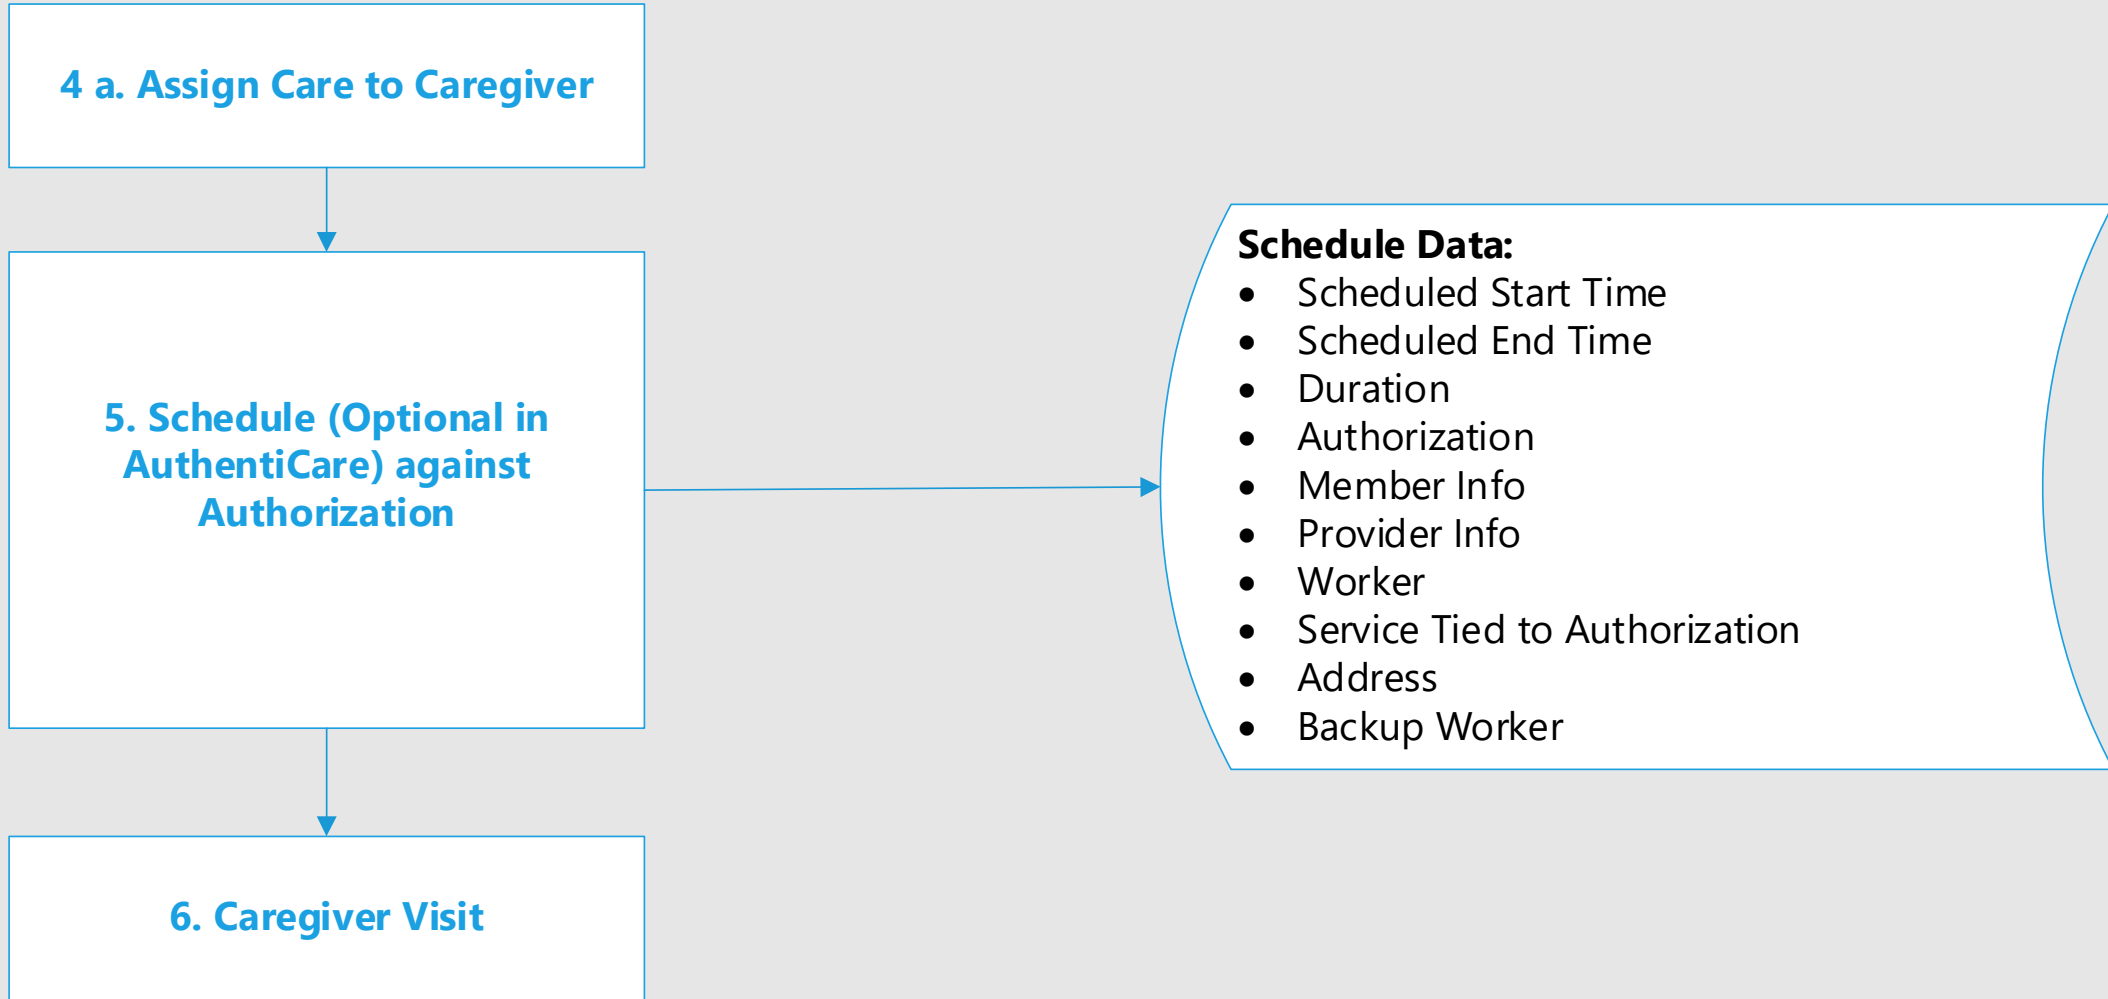 4 a. Assign Care to Caregiver
5. Schedule (Optional in
AuthentiCare) against
Authorization
6. Caregiver Visit
Schedule Data:
• Scheduled Start Time
• Scheduled End Time
• Duration
• Authorization
• Member Info
• Provider Info
• Worker
• Service Tied to Authorization
• Address
• Backup Worker